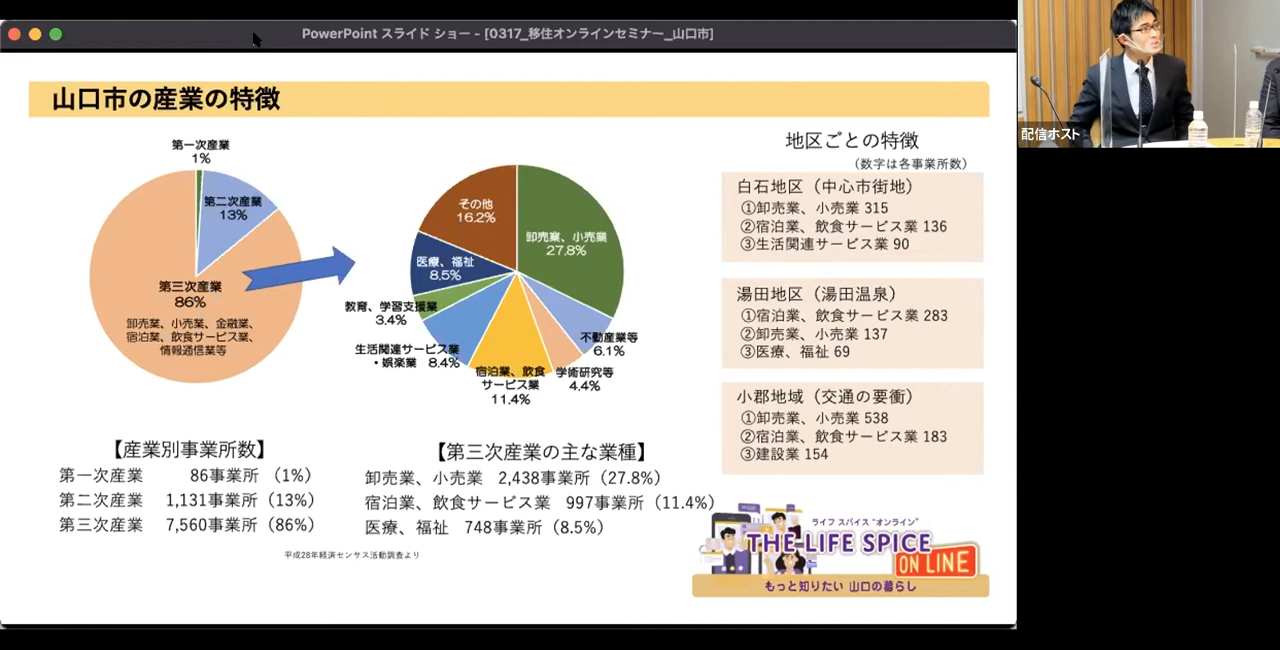 PowerPoint スライド ショー - [0317_移住オンラインセミナー_山口市]
配信ホスト
山口市の産業の特徴
第一次産業
1%
第二次産業
13%
第三次産業
86%
卸売業、小売業、金融業、
宿泊業、飲食サービス業、
情報通信業等
その他
16.2%
卸売業、小売業
27.8%
医療、福祉
8.5%
教育、学習支援業
3.4%
生活関連サービス業
・娯楽業 8.4%
宿泊業、飲食
サービス業
11.4%
学術研究等
4.4%
不動産業等
6.1%
【産業別事業所数】
第一次産業 86事業所（1%）
第二次産業 1,131事業所（13%）
第三次産業 7,560事業所（86%）
【第三次産業の主な業種】
卸売業、小売業 2,438事業所（27.8%）
宿泊業、飲食サービス業 997事業所（11.4%）
医療、福祉 748事業所（8.5%）
平成28年経済センサス活動調査より
地区ごとの特徴
（数字は各事業所数）
白石地区（中心市街地）
①卸売業、小売業 315
②宿泊業、飲食サービス業 136
③生活関連サービス業 90
湯田地区（湯田温泉）
①宿泊業、飲食サービス業 283
②卸売業、小売業 137
③医療、福祉 69
小郡地域（交通の要衝）
①卸売業、小売業 538
②宿泊業、飲食サービス業 183
③建設業 154
ライフ スパイス “オンライン”
THE LIFE SPICE
ON LINE
もっと知りたい 山口の暮らし